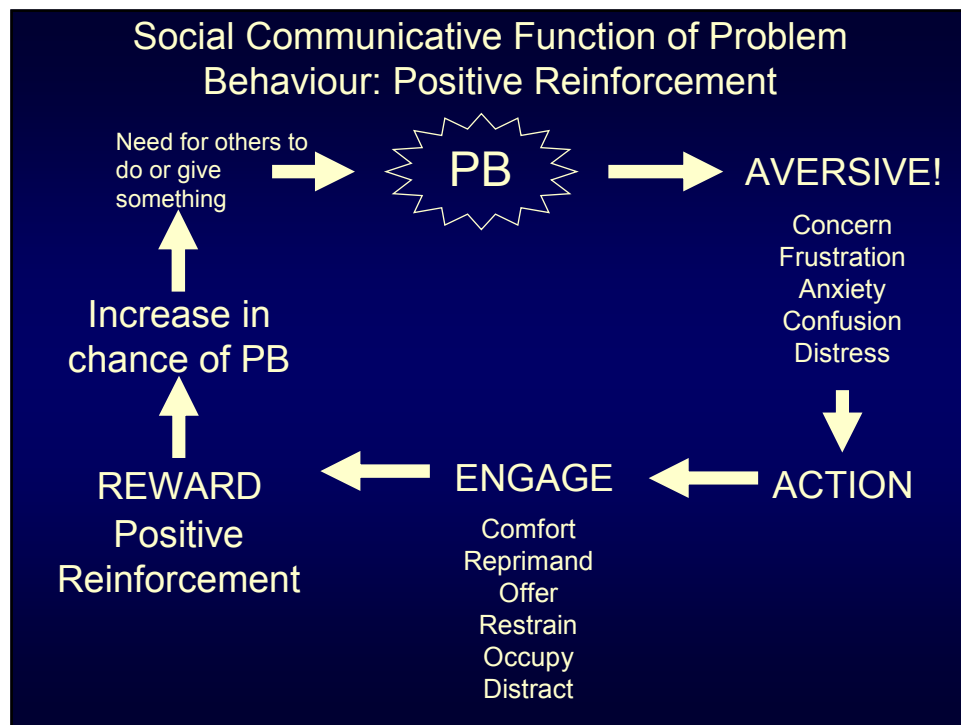 Social Communicative Function of Problem
Behaviour: Positive Reinforcement
Need for others to
do or give
something
PB
AVERSIVE!
Concern
Frustration
Anxiety
Confusion
Distress
ACTION
ENGAGE
Comfort
Reprimand
Offer
Restrain
Occupy
Distract
REWARD
Positive
Reinforcement
Increase in
chance of PB